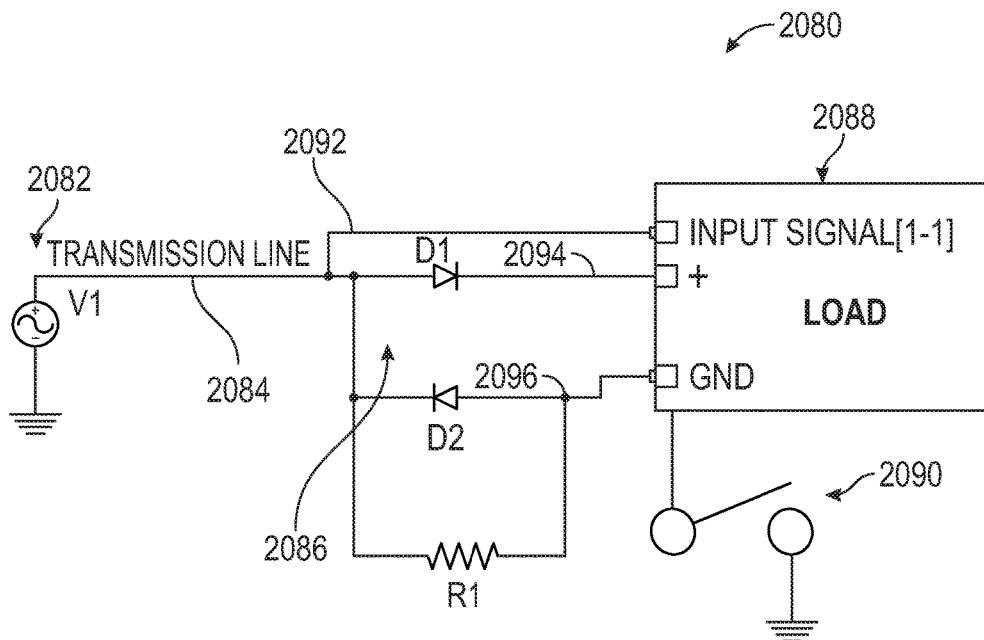 2080
2088
2092
2082
INPUT SIGNAL[1-1]
TRANSMISSION LINE
D1
2094
+
V1
LOAD
2084
2096
GND
D2
2090
2086
R1